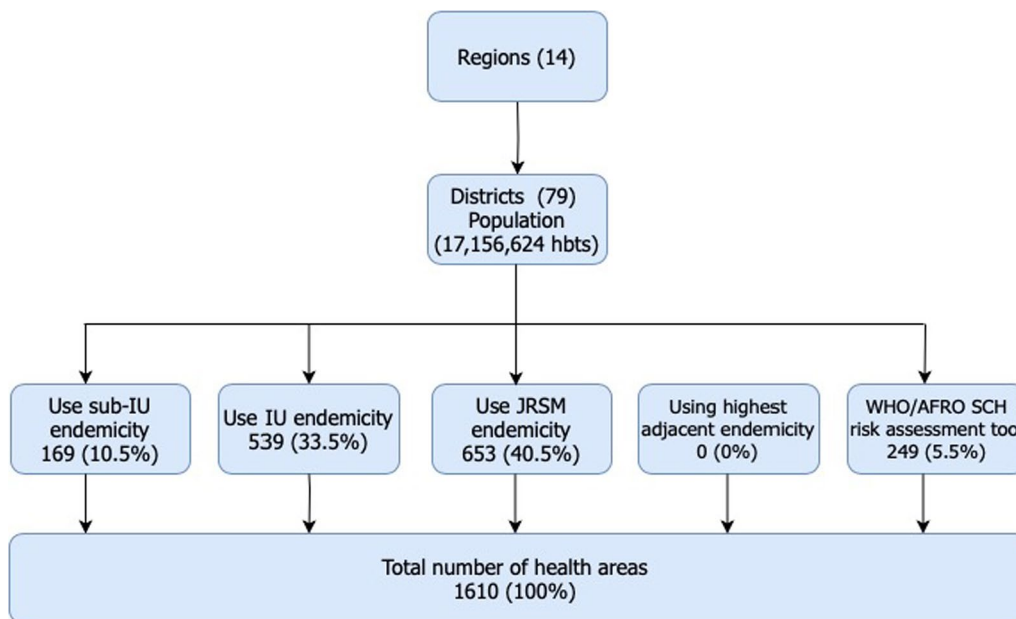 Regions (14)
Districts (79)
Population
(17,156,624 hbts)
Use sub-IU
endemicity
169 (10.5%)
Use IU endemicity
539 (33.5%)
Use JRSM
endemicity
653 (40.5%)
Using highest
adjacent endemicity
0 (0%)
WHO/AFRO SCH
risk assessment too
249 (5.5%)
Total number of health areas
1610 (100%)